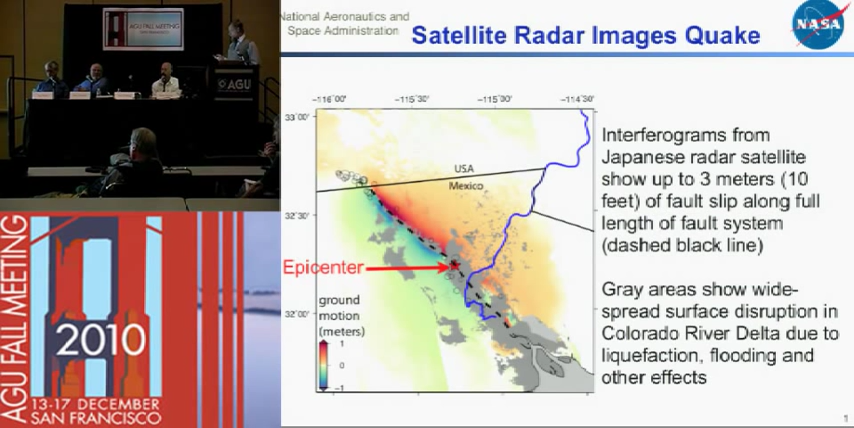 AGU FALL MEETING
AGU
AGU FALL MEETING
2010
13-17 DECEMBER
SAN FRANCISCO
National Aeronautics and
Space Administration
Satellite Radar Images Quake
NASA
-116˚00'
-115˚30'
-115˚00'
-114˚30'
33˚00'
32˚30'
32˚00'
USA
Mexico
Epicenter
ground
motion
(meters)
1
0
-1
Interferograms from
Japanese radar satellite
show up to 3 meters (10
feet) of fault slip along full
length of fault system
(dashed black line)
Gray areas show wide-
spread surface disruption in
Colorado River Delta due to
liquefaction, flooding and
other effects
1